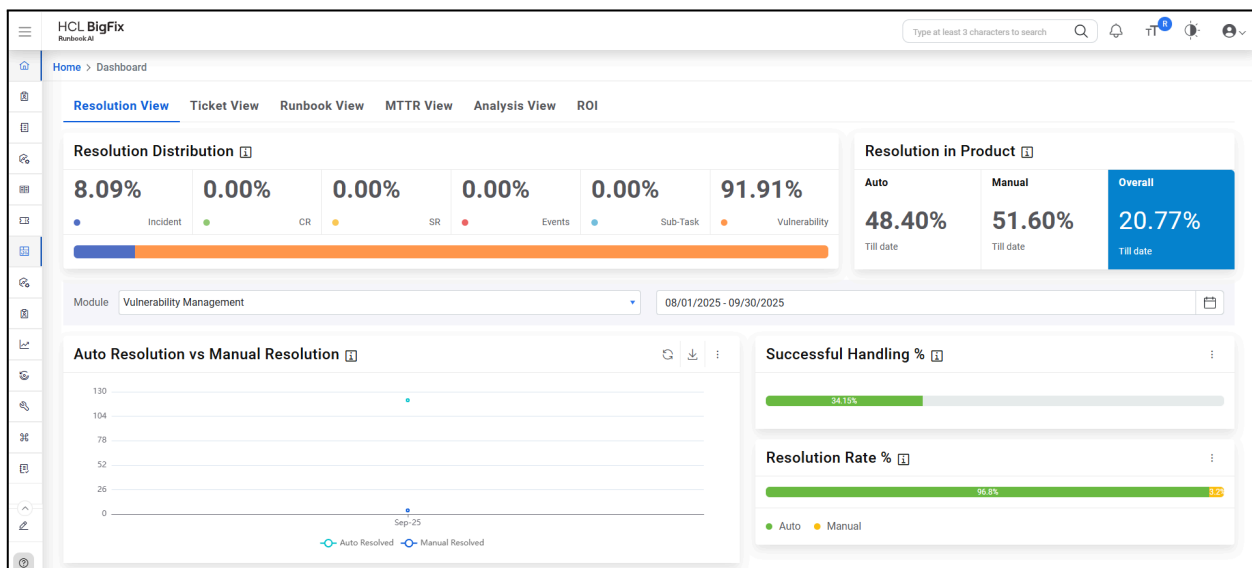 HCL BigFix
Runbook AI
Type at least 3 characters to search
R
Home > Dashboard
Resolution View Ticket View Runbook View MTTR View Analysis View ROI
Resolution Distribution
8.09% 0.00% 0.00% 0.00% 0.00% 91.91%
Incident CR SR Events Sub-Task Vulnerability
Resolution in Product
Auto Manual Overall
48.40% 51.60% 20.77%
Till date Till date Till date
Module Vulnerability Management 08/01/2025 - 09/30/2025
Auto Resolution vs Manual Resolution
130
104
78
52
26
0
Sep-25
Auto Resolved Manual Resolved
Successful Handling %
34.15%
Resolution Rate %
96.8% 3.2%
Auto Manual